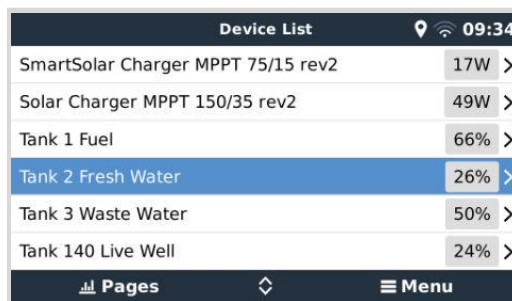 Device List 09:34
SmartSolar Charger MPPT 75/15 rev2 17W
Solar Charger MPPT 150/35 rev2 49W
Tank 1 Fuel 66%
Tank 2 Fresh Water 26%
Tank 3 Waste Water 50%
Tank 140 Live Well 24%
Pages Menu